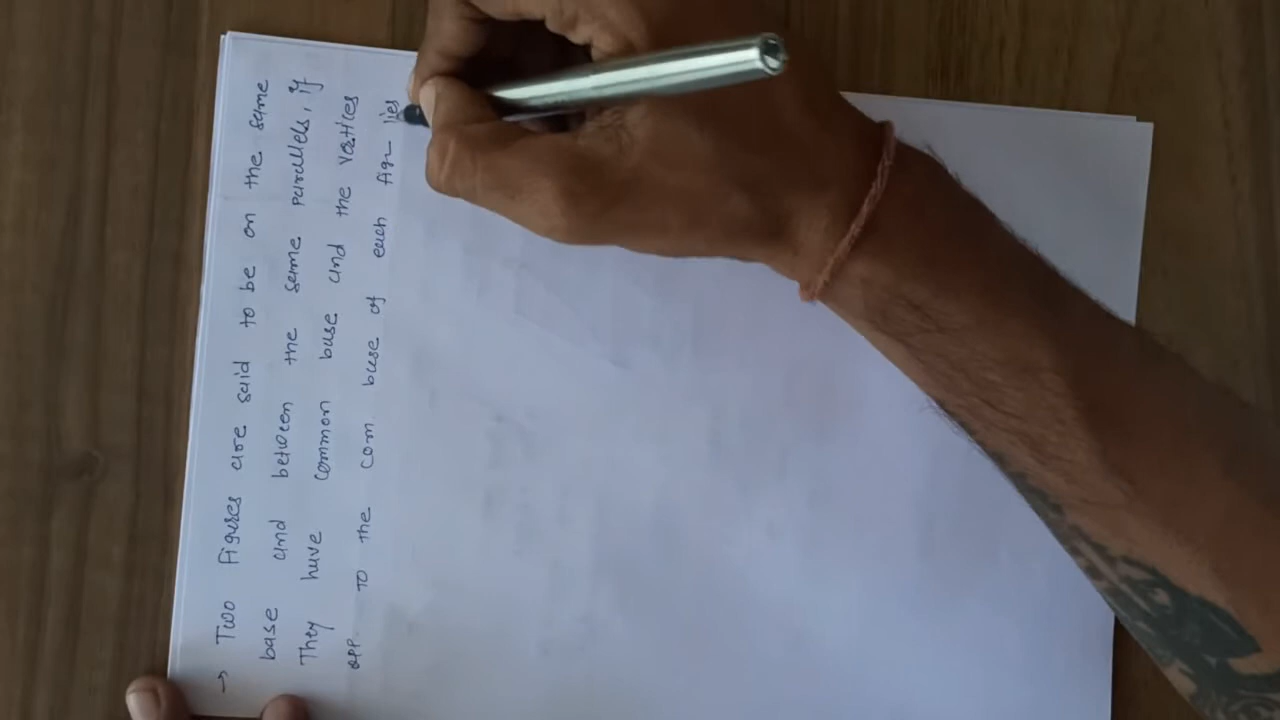 → Two figures are said to be on the same
base and between the same parallels, if
They have common base and the vertices
opp. To the com base of each fig- lies